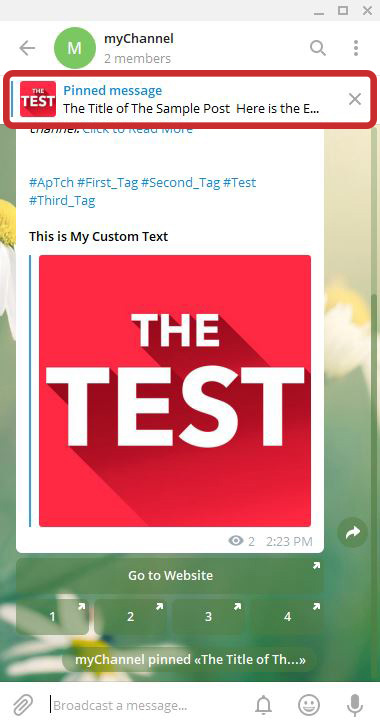 myChannel
M
2 members
THE
TEST
Pinned message
The Title of The Sample Post  Here is the E...
channel. Click to Read More
#ApTch #First_Tag #Second_Tag #Test
#Third_Tag
This is My Custom Text
THE
TEST
2  2:23 PM
Go to Website
1 2 3 4
myChannel pinned «The Title of Th...»
Broadcast a message...